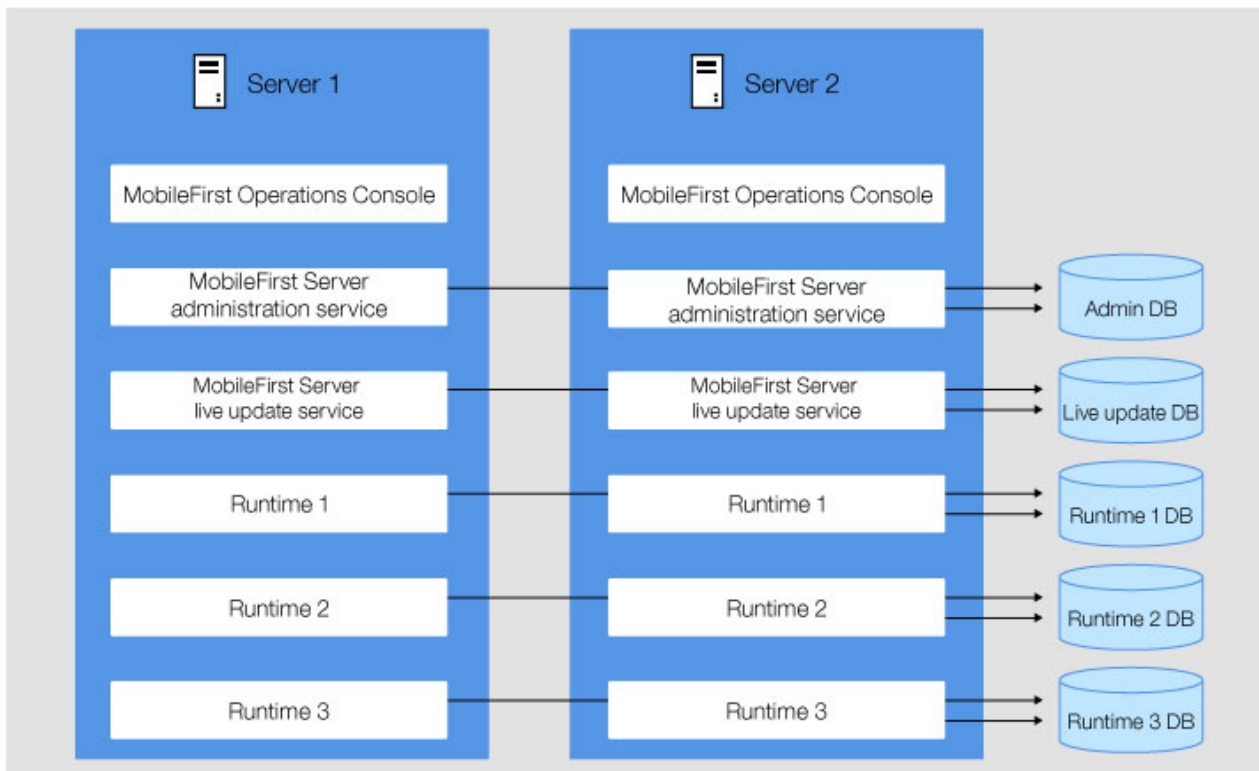 Server 1
MobileFirst Operations Console
MobileFirst Server
administration service
MobileFirst Server
live update service
Runtime 1
Runtime 2
Runtime 3
Server 2
MobileFirst Operations Console
MobileFirst Server
administration service
MobileFirst Server
live update service
Runtime 1
Runtime 2
Runtime 3
Admin DB
Live update DB
Runtime 1 DB
Runtime 2 DB
Runtime 3 DB